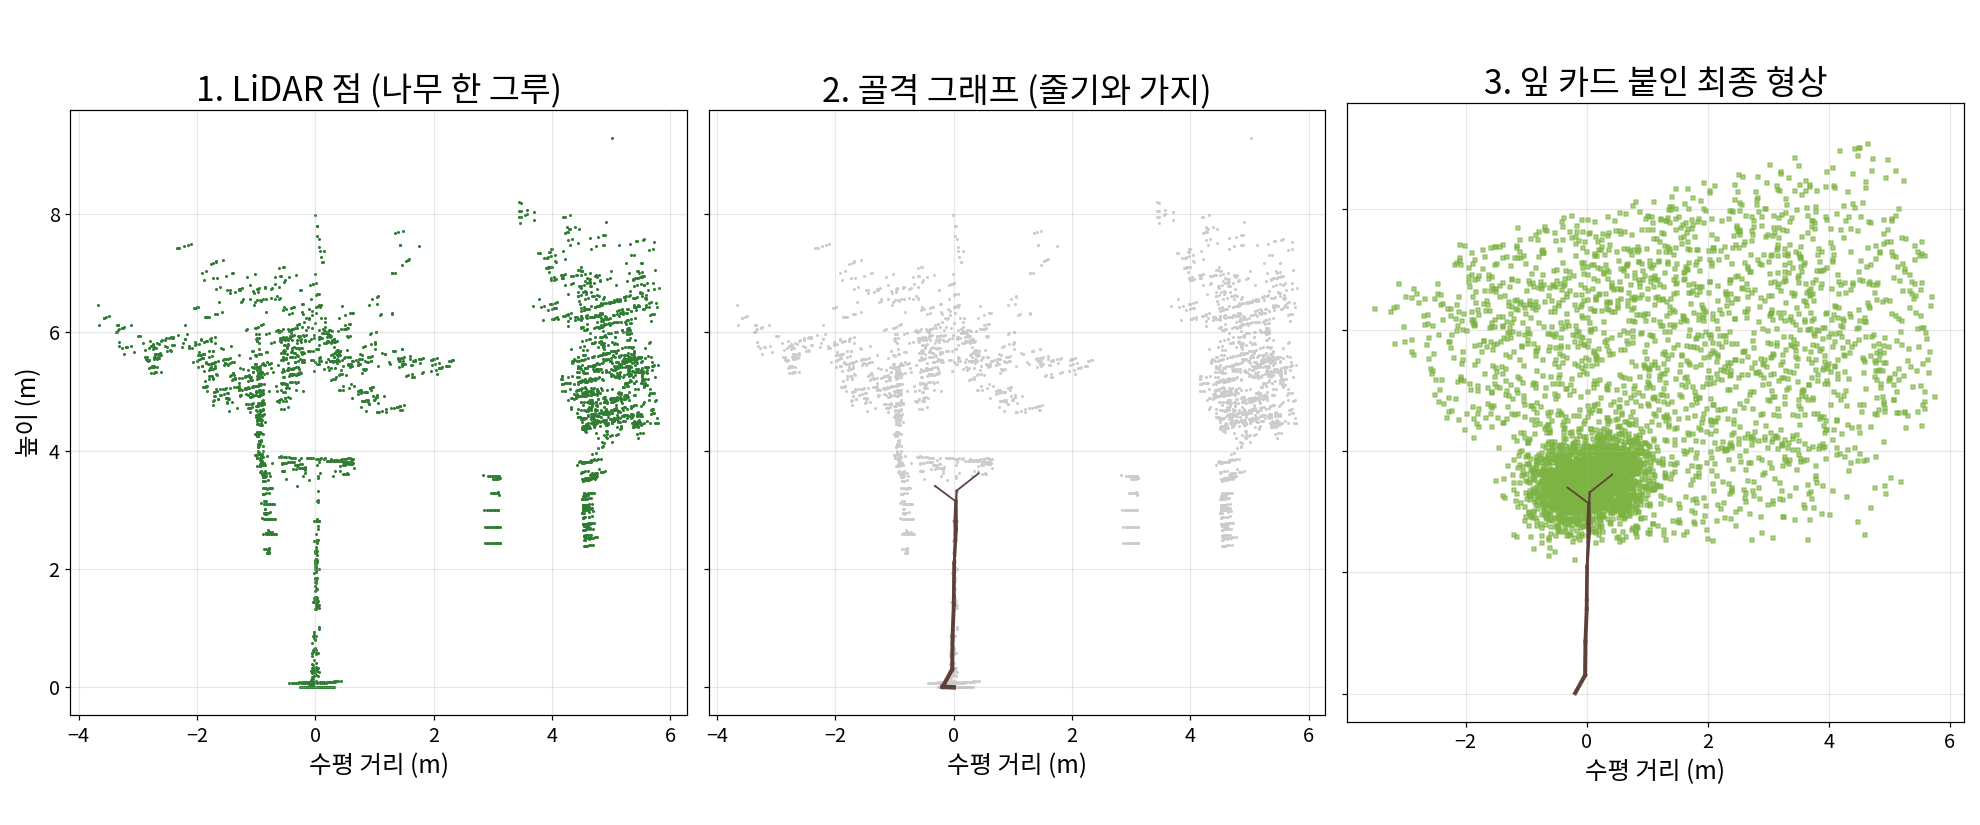 1. LiDAR 점 (나무 한 그루)
2. 골격 그래프 (줄기와 가지)
3. 잎 카드 붙인 최종 형상
높이 (m)
8
6
4
2
0
−4 −2 0 2 4 6
−4 −2 0 2 4 6
−2 0 2 4 6
수평 거리 (m)
수평 거리 (m)
수평 거리 (m)